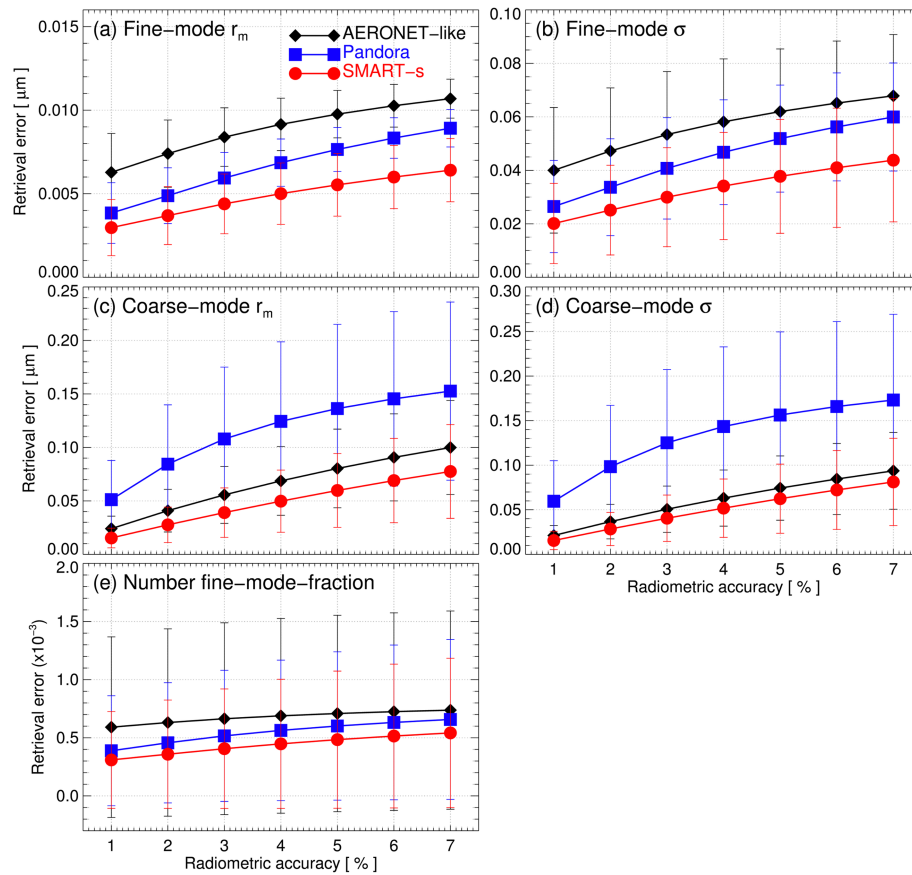 (a) Fine−mode rm
AERONET−like
Pandora
SMART−s
Retrieval error [ μm ]
0.015
0.010
0.005
0.000
(b) Fine−mode σ
0.10
0.08
0.06
0.04
0.02
0.00
(c) Coarse−mode rm
Retrieval error [ μm ]
0.25
0.20
0.15
0.10
0.05
0.00
(d) Coarse−mode σ
0.30
0.25
0.20
0.15
0.10
0.05
0.00
1 2 3 4 5 6 7
Radiometric accuracy [ % ]
(e) Number fine−mode−fraction
Retrieval error (x10−3)
2.0
1.5
1.0
0.5
0.0
1 2 3 4 5 6 7
Radiometric accuracy [ % ]